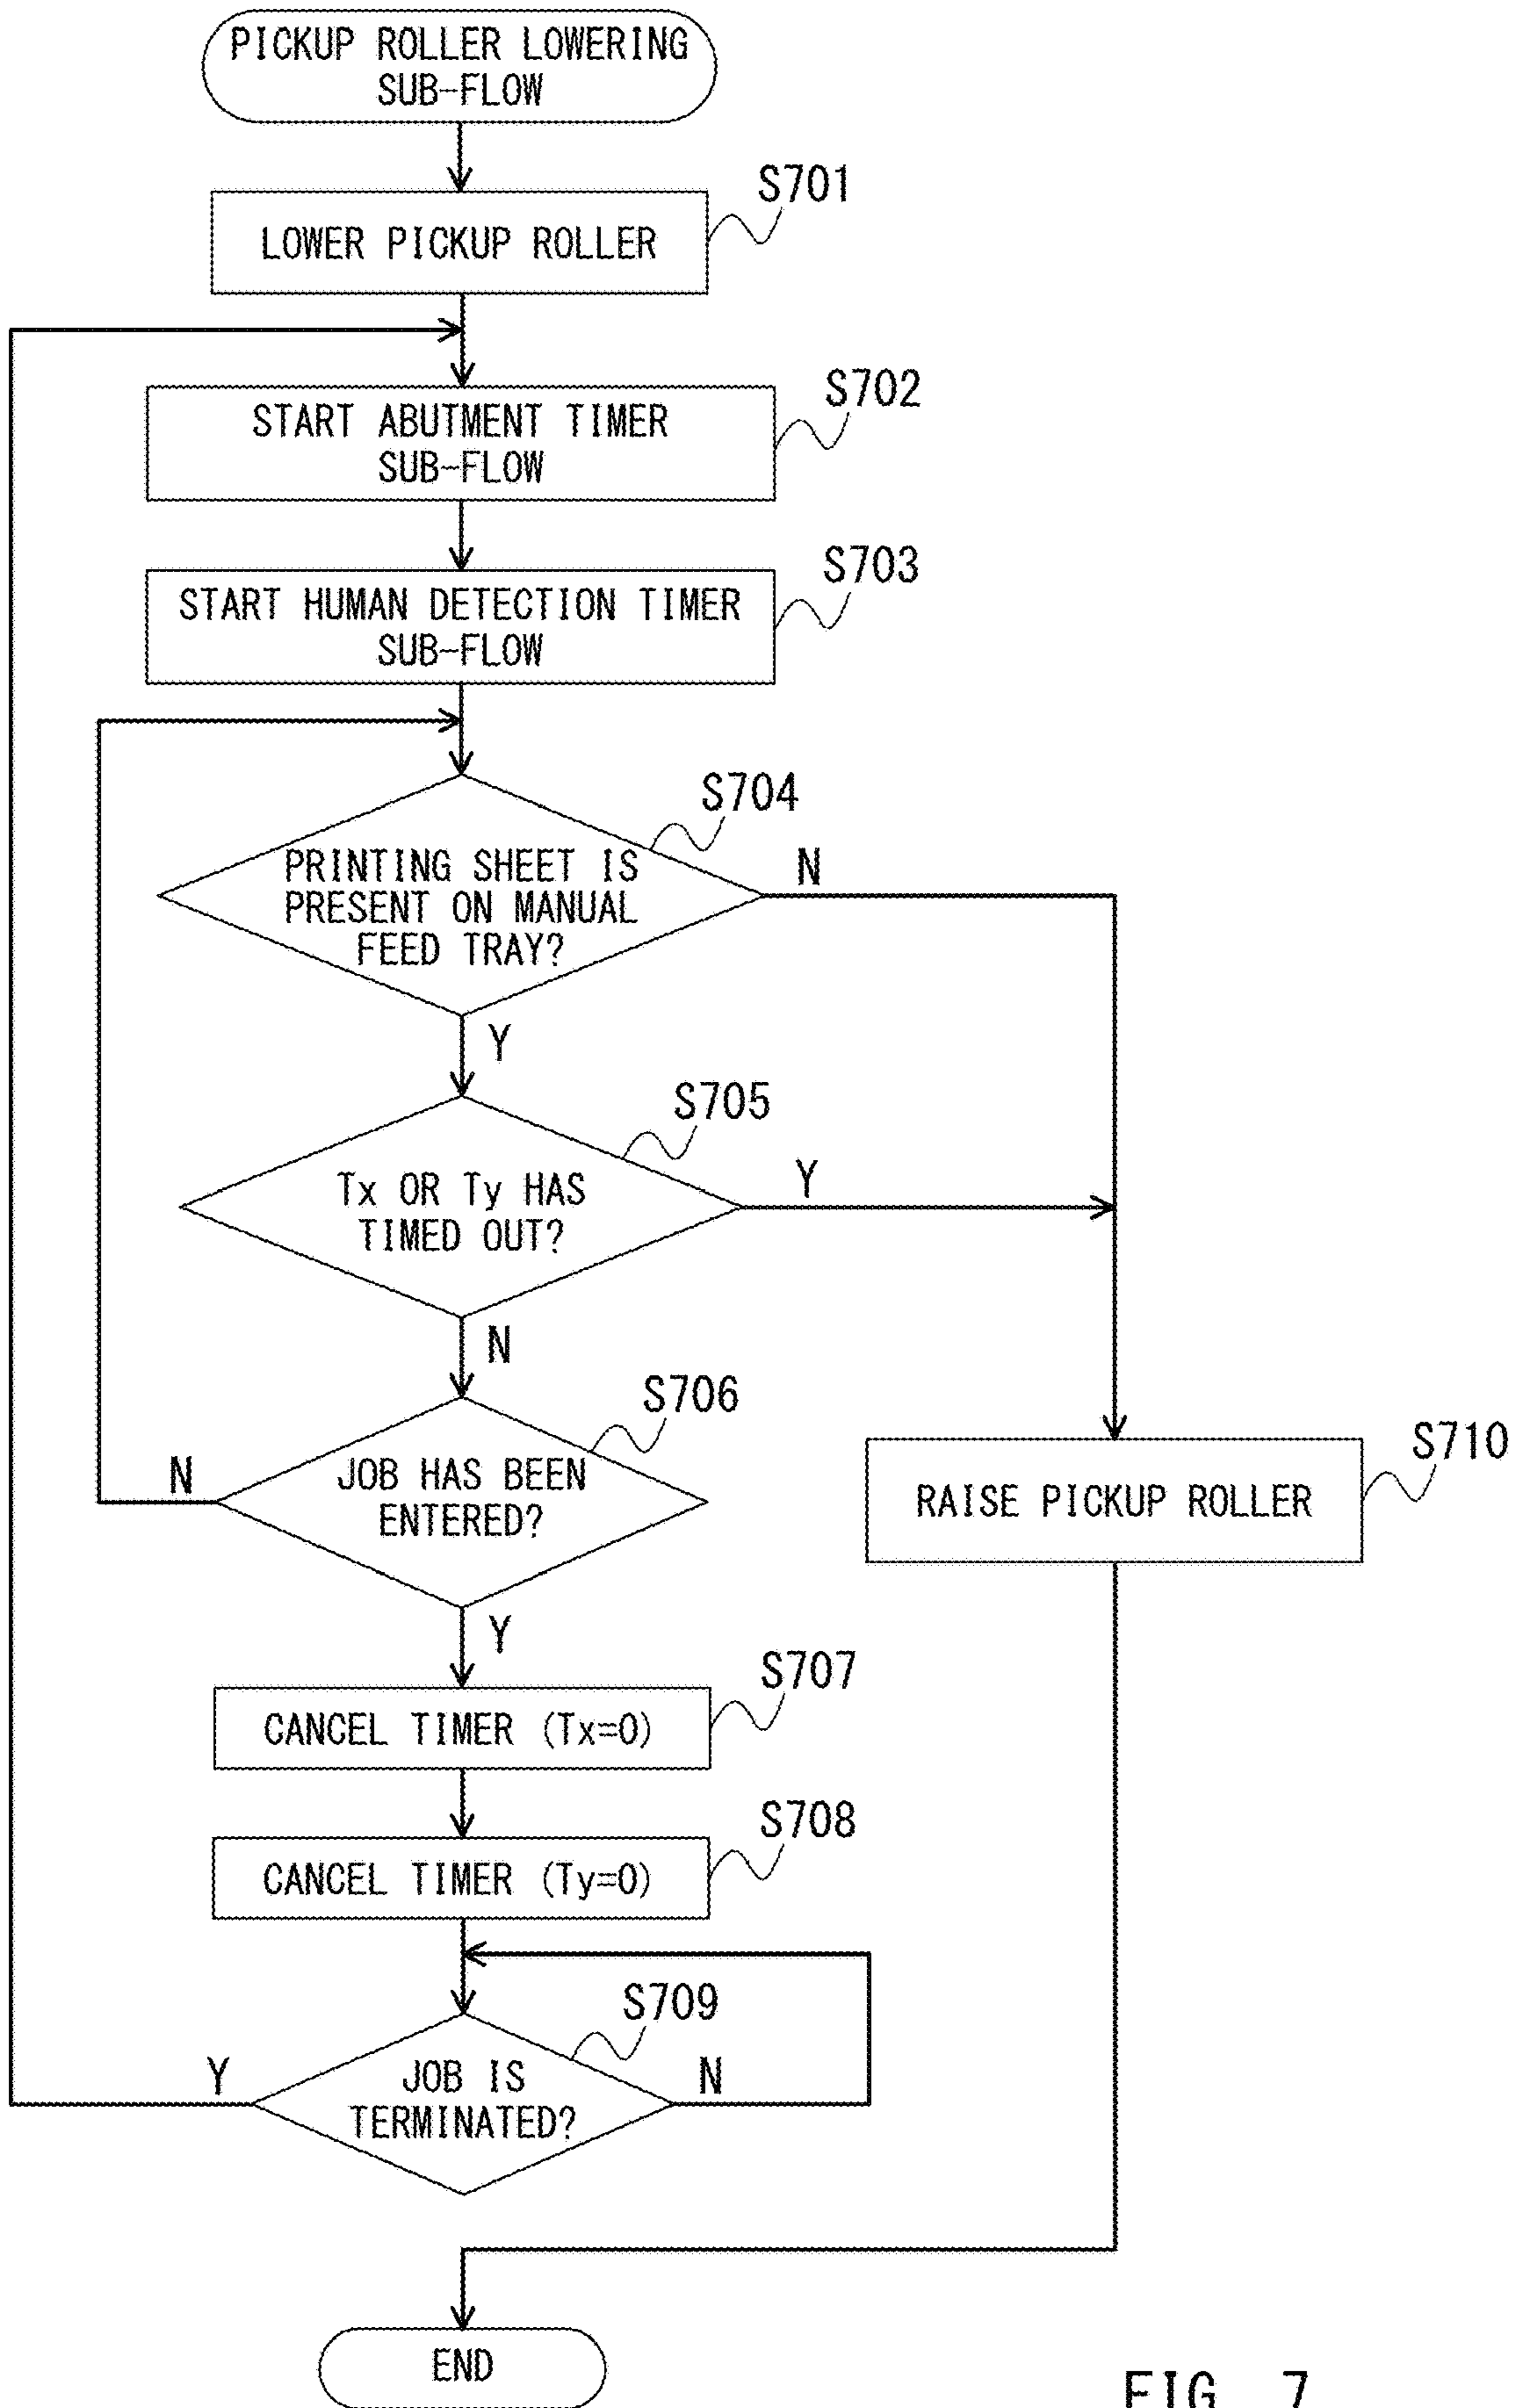 PICKUP ROLLER LOWERING
SUB-FLOW
S701
LOWER PICKUP ROLLER
S702
START ABUTMENT TIMER
SUB-FLOW
S703
START HUMAN DETECTION TIMER
SUB-FLOW
S704
PRINTING SHEET IS
PRESENT ON MANUAL
FEED TRAY?
N
Y
S705
Tx OR Ty HAS
TIMED OUT?
Y
N
S706
JOB HAS BEEN
ENTERED?
N
Y
S710
RAISE PICKUP ROLLER
S707
CANCEL TIMER (Tx=0)
S708
CANCEL TIMER (Ty=0)
S709
JOB IS
TERMINATED?
Y
N
END
FIG. 7